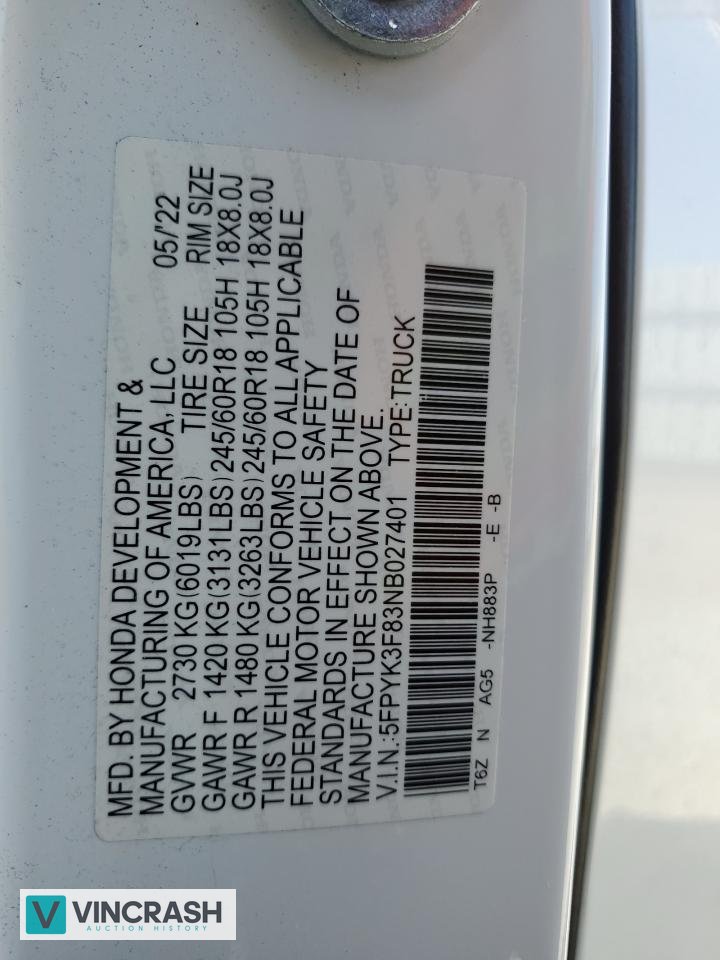 MFD. BY HONDA DEVELOPMENT &
MANUFACTURING OF AMERICA, LLC 05/'22
GVWR 2730 KG(6019LBS) TIRE SIZE RIM SIZE
GAWR F 1420 KG(3131LBS)245/60R18 105H 18X8.0J
GAWR R 1480 KG(3263LBS)245/60R18 105H 18X8.0J
THIS VEHICLE CONFORMS TO ALL APPLICABLE
FEDERAL MOTOR VEHICLE SAFETY
STANDARDS IN EFFECT ON THE DATE OF
MANUFACTURE SHOWN ABOVE.
V.I.N.:5FPYK3F83NB027401 TYPE:TRUCK
T6Z N AG5 -NH883P -E -B
V VINCRASH
AUCTION HISTORY